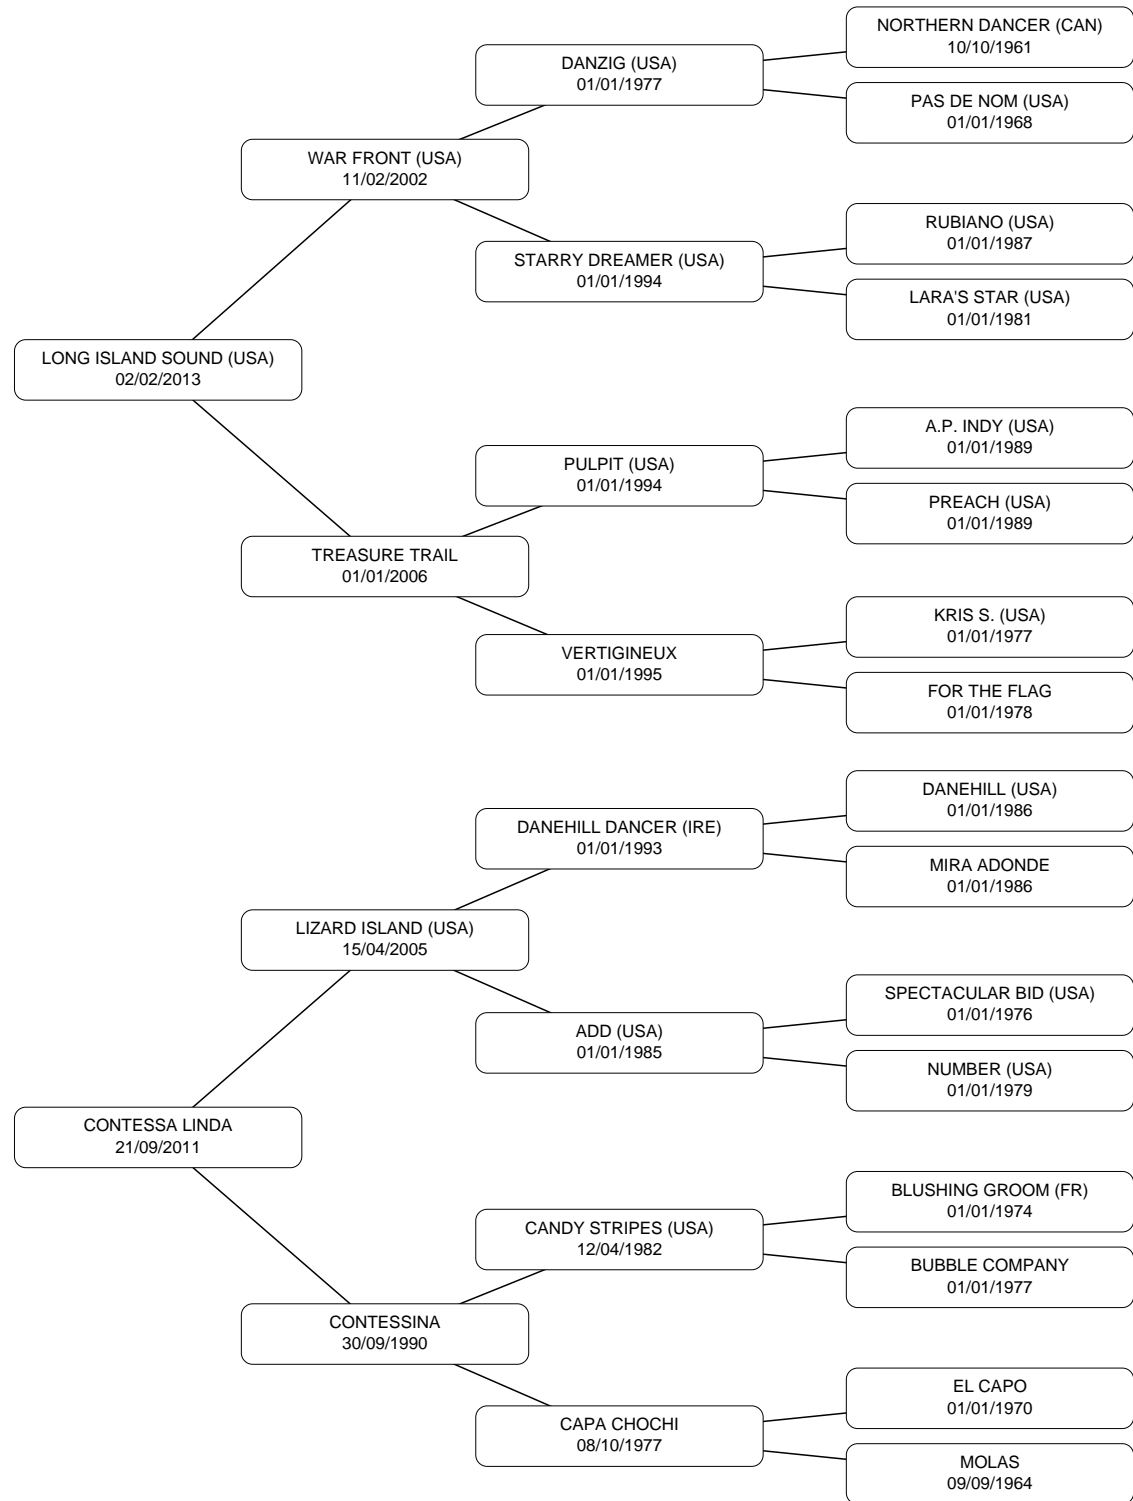 NORTHERN DANCER (CAN)
10/10/1961
DANZIG (USA)
01/01/1977
PAS DE NOM (USA)
01/01/1968
WAR FRONT (USA)
11/02/2002
RUBIANO (USA)
01/01/1987
STARRY DREAMER (USA)
01/01/1994
LARA'S STAR (USA)
01/01/1981
LONG ISLAND SOUND (USA)
02/02/2013
A.P. INDY (USA)
01/01/1989
PULPIT (USA)
01/01/1994
PREACH (USA)
01/01/1989
TREASURE TRAIL
01/01/2006
KRIS S. (USA)
01/01/1977
VERTIGINEUX
01/01/1995
FOR THE FLAG
01/01/1978
DANEHILL (USA)
01/01/1986
DANEHILL DANCER (IRE)
01/01/1993
MIRA ADONDE
01/01/1986
LIZARD ISLAND (USA)
15/04/2005
SPECTACULAR BID (USA)
01/01/1976
ADD (USA)
01/01/1985
NUMBER (USA)
01/01/1979
CONTESSA LINDA
21/09/2011
BLUSHING GROOM (FR)
01/01/1974
CANDY STRIPES (USA)
12/04/1982
BUBBLE COMPANY
01/01/1977
CONTESSINA
30/09/1990
EL CAPO
01/01/1970
CAPA CHOCHI
08/10/1977
MOLAS
09/09/1964